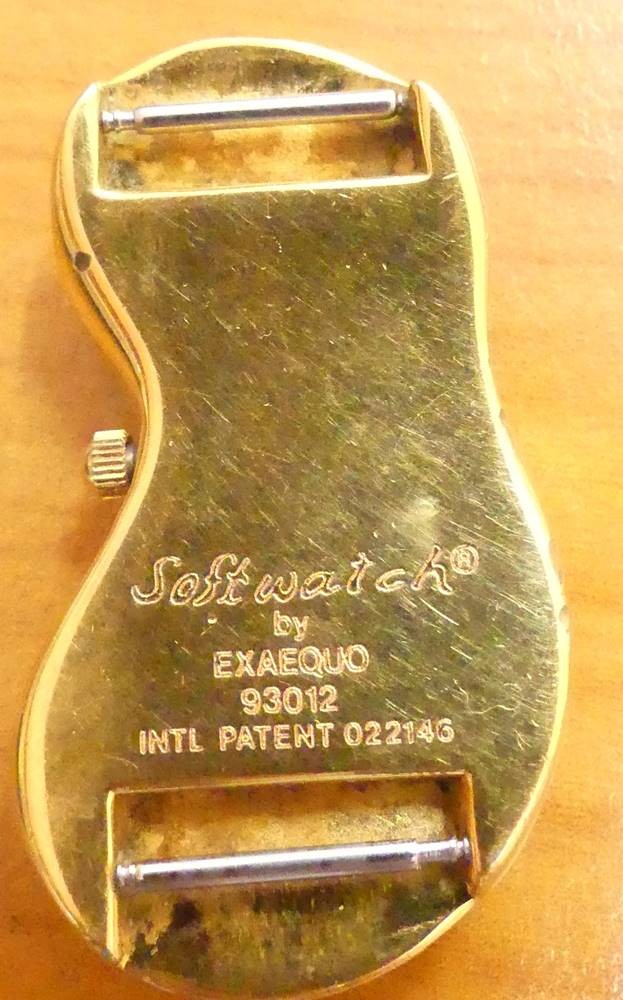 Softwatch®
by
EXAEQUO
93012
INTL PATENT 022146